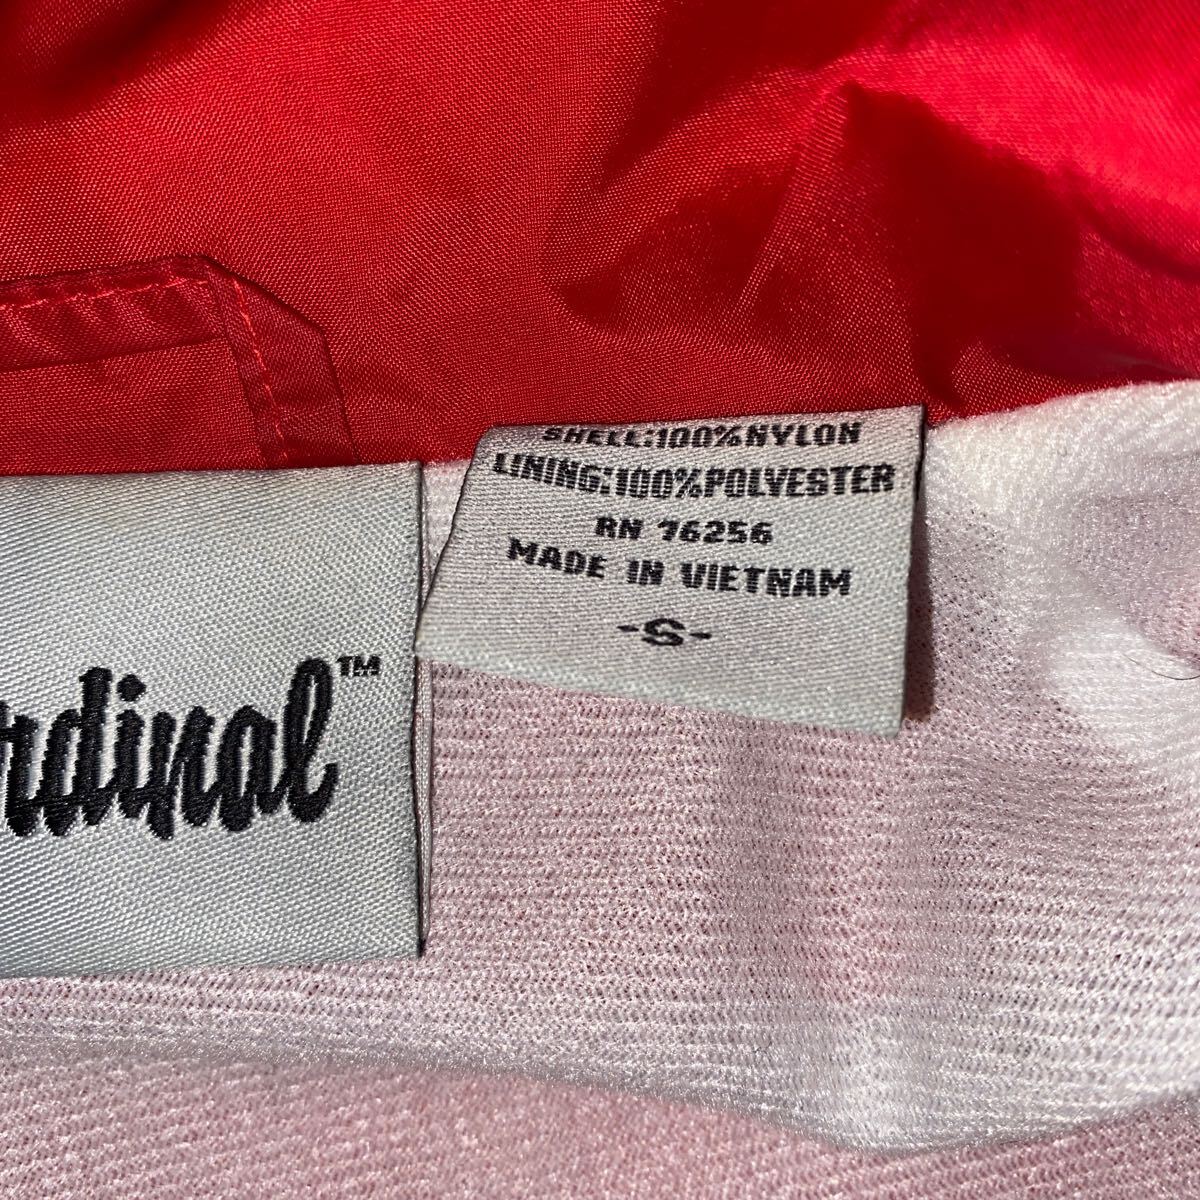 SHELL:100%NYLON
LINING:100%POLYESTER
RN 76256
MADE IN VIETNAM
-S-
rdinal™